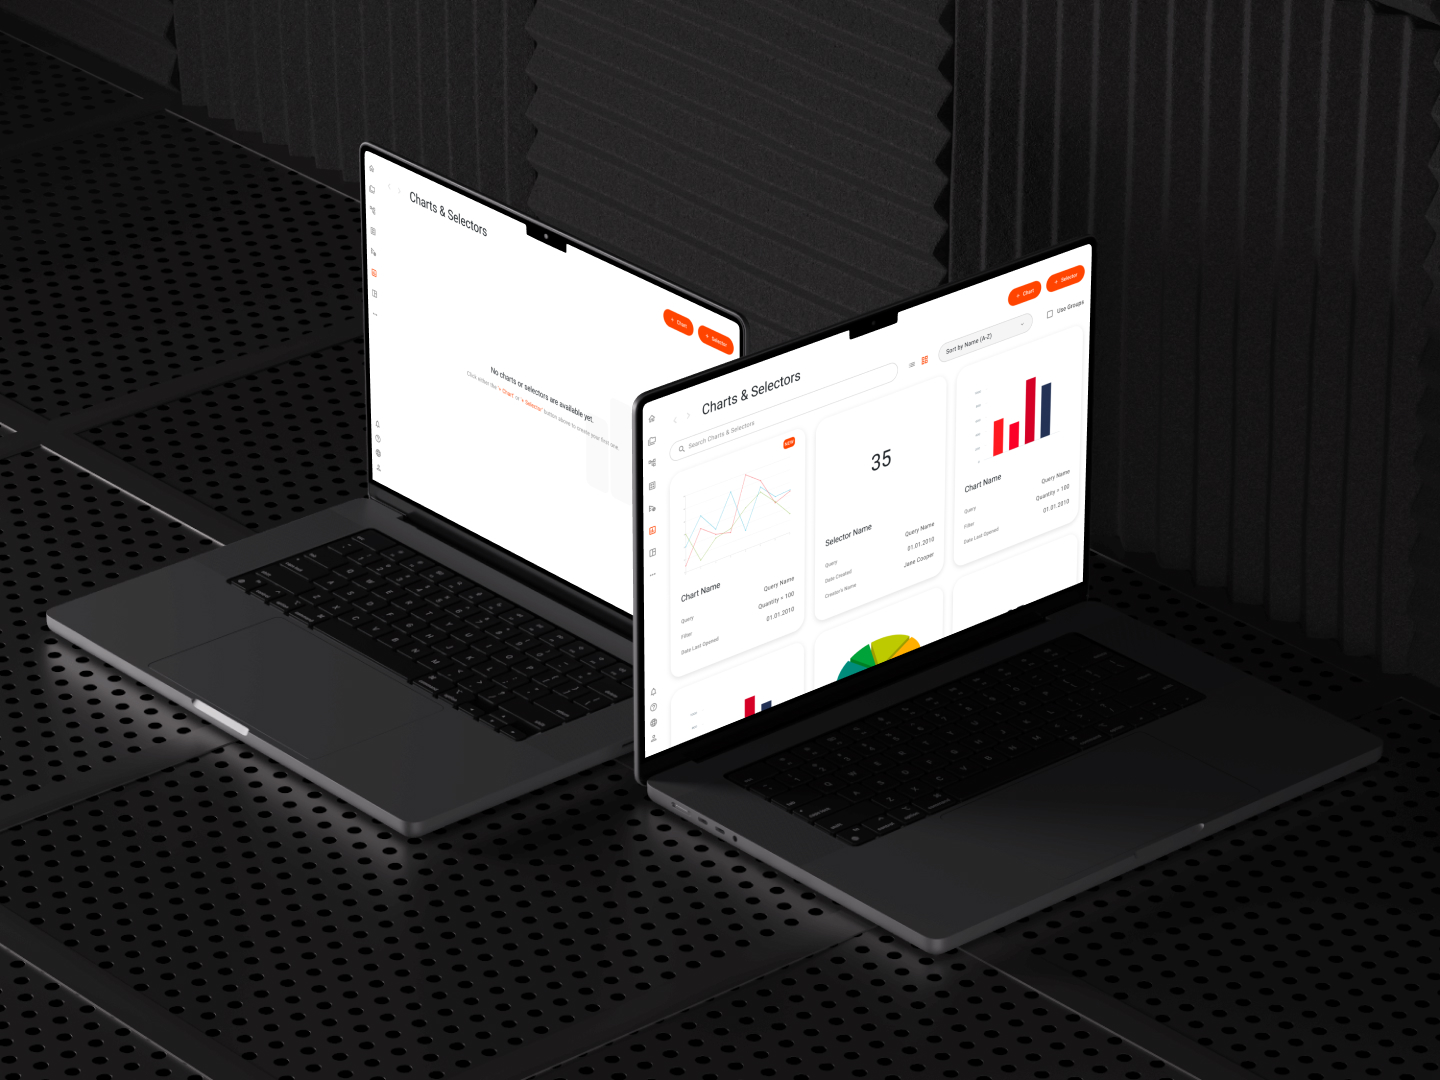 Charts & Selectors
+ Chart
+ Selector
No charts or selectors are available yet.
Click either the '+ Chart' or '+ Selector' button above to create your first one.
+ Chart
+ Selector
Charts & Selectors
Search Charts & Selectors
Sort by Name (A-Z)
Use Groups
NEW
Chart Name
Query
Query Name
Filter
Quantity > 100
Date Last Opened
01.01.2010
35
Selector Name
Query
Query Name
Date Created
01.01.2010
Creator's Name
Jane Cooper
Chart Name
Query
Query Name
Filter
Quantity > 100
Date Last Opened
01.01.2010